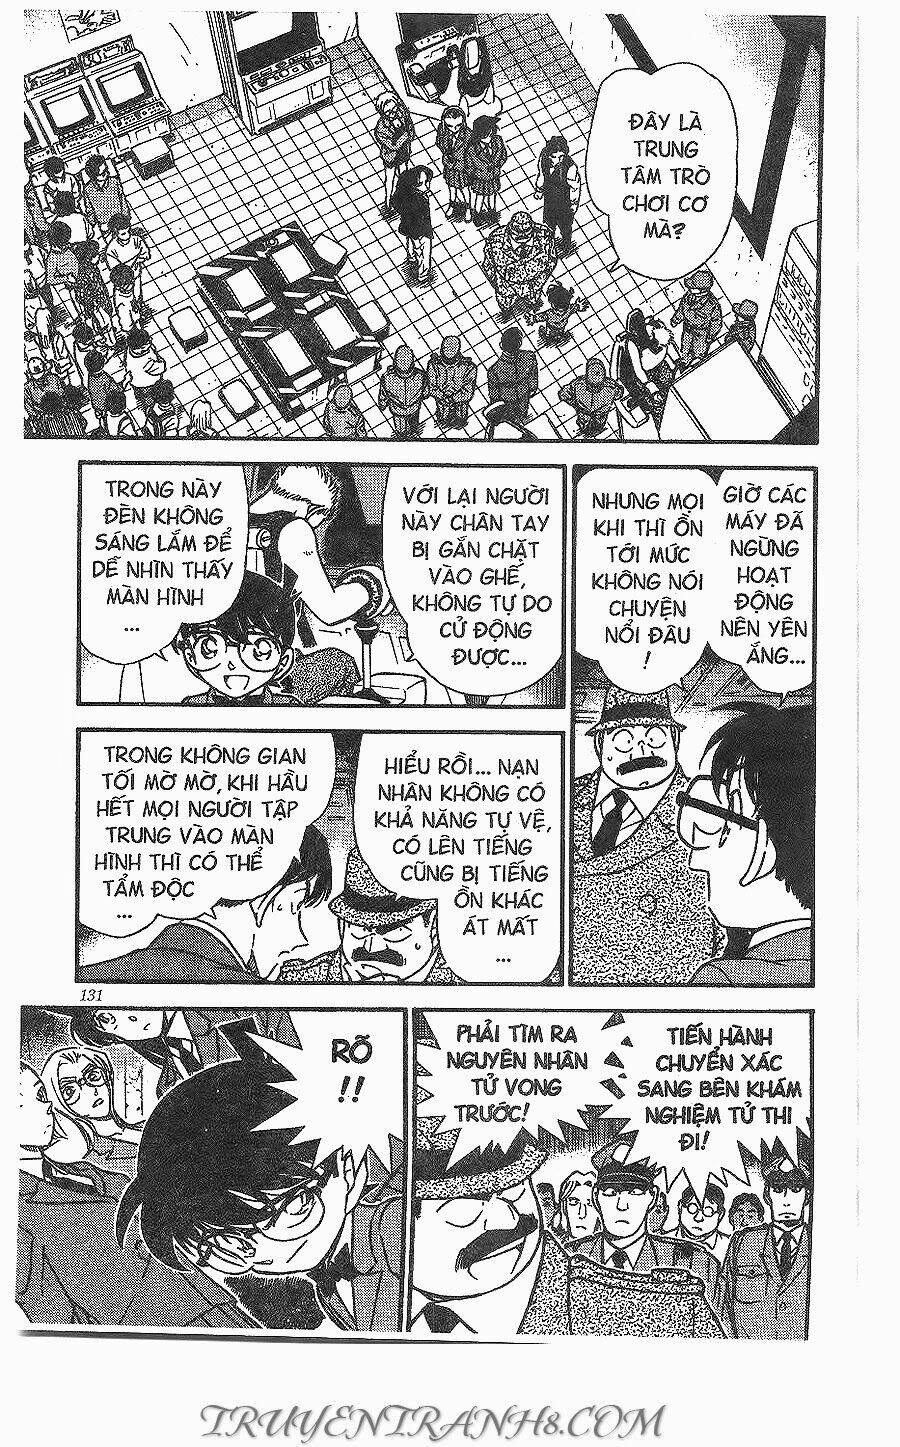 ĐÂY LÀ
TRUNG
TÂM TRÒ
CHƠI CƠ
MÀ?
GIỜ CÁC
MÁY ĐÃ
NGỪNG
HOẠT
ĐỘNG
NÊN YÊN
ẮNG...
NHƯNG MỌI
KHI THÌ ỒN
TỚI MỨC
KHÔNG NÓI
CHUYỆN
NỔI ĐÂU
!
VỚI LẠI NGƯỜI
NÀY CHÂN TAY
BỊ GẮN CHẶT
VÀO GHẾ,
KHÔNG TỰ DO
CỬ ĐỘNG
ĐƯỢC...
TRONG NÀY
ĐÈN KHÔNG
SÁNG LẮM ĐỂ
DỄ NHÌN THẤY
MÀN HÌNH
...
HIỂU RỒI... NẠN
NHÂN KHÔNG CÓ
KHẢ NĂNG TỰ VỆ,
CÓ LÊN TIẾNG
CŨNG BỊ TIẾNG
ỒN KHÁC
ÁT MẤT
...
TRONG KHÔNG GIAN
TỐI MỜ MỜ, KHI HẦU
HẾT MỌI NGƯỜI TẬP
TRUNG VÀO MÀN
HÌNH THÌ CÓ THỂ
TẨM ĐỘC
...
131
TIẾN HÀNH
CHUYỂN XÁC
SANG BÊN KHÁM
NGHIỆM TỬ THI
ĐI!
PHẢI TÌM RA
NGUYÊN NHÂN
TỬ VONG
TRƯỚC!
RÕ
!!
TRUYENTRANH8.COM